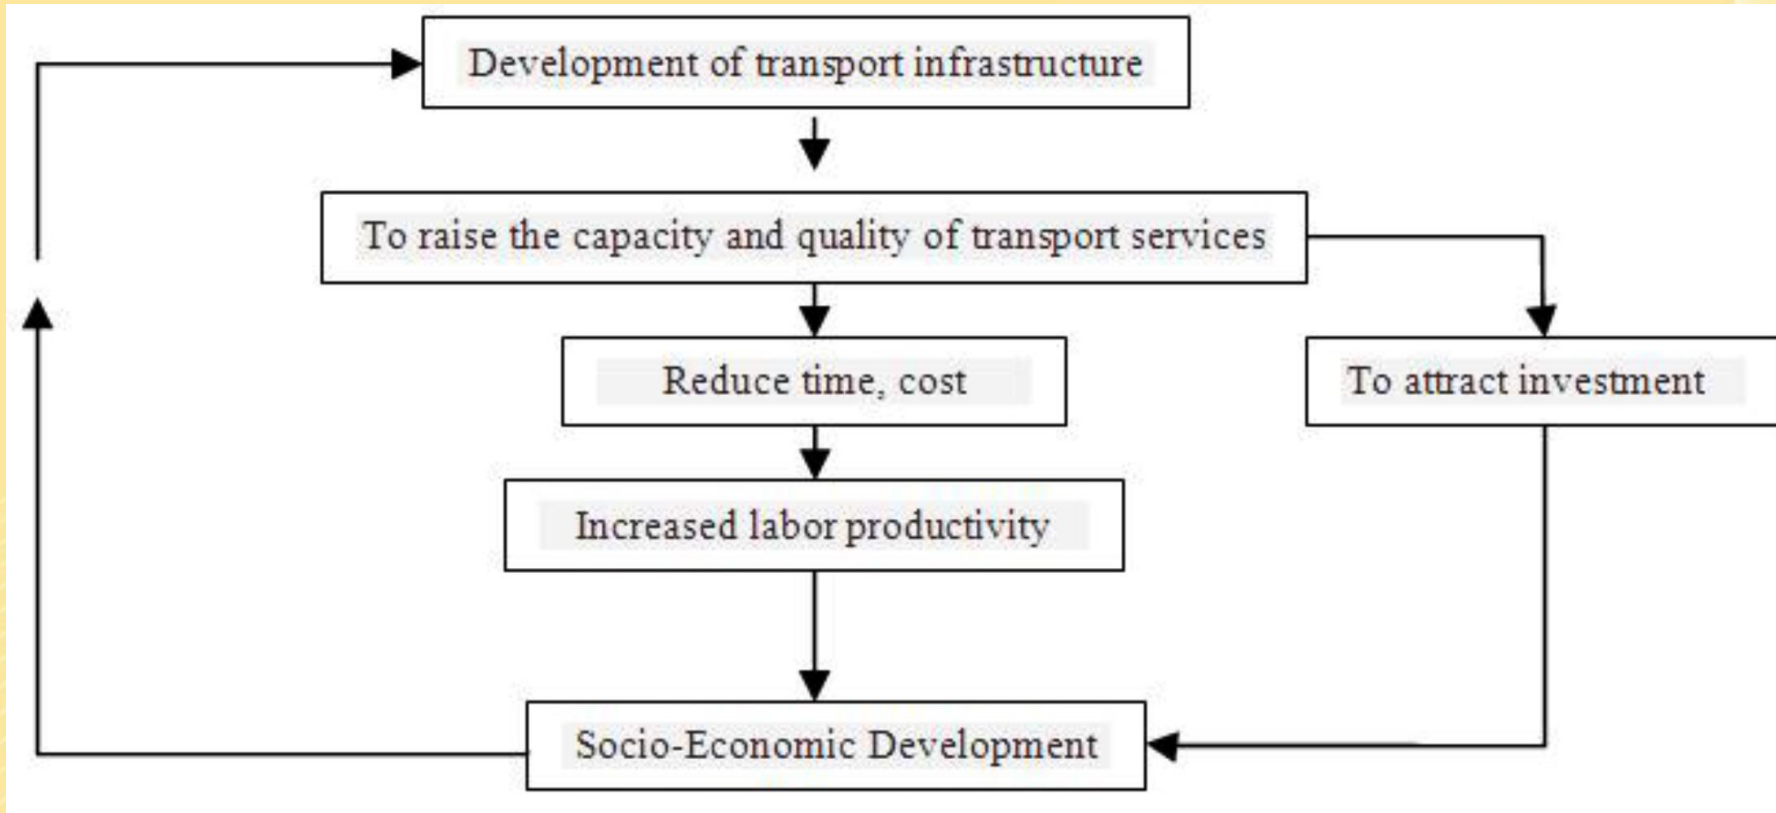 Development of transport infrastructure
To raise the capacity and quality of transport services
Reduce time, cost
To attract investment
Increased labor productivity
Socio-Economic Development